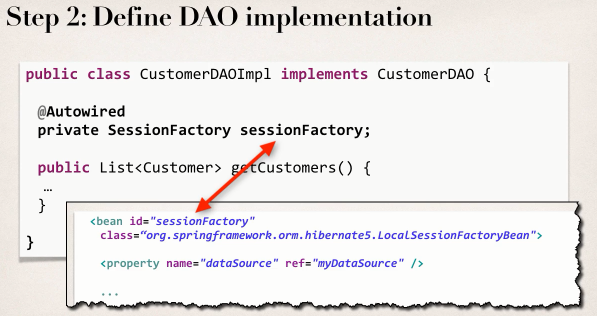 Step 2: Define DAO implementation
public class CustomerDAOImpl implements CustomerDAO {
@Autowired
private SessionFactory sessionFactory;
public List<Customer> getCustomers() {
…
}
}
<bean id="sessionFactory"
class=“org.springframework.orm.hibernate5.LocalSessionFactoryBean">
<property name="dataSource" ref="myDataSource" />
...